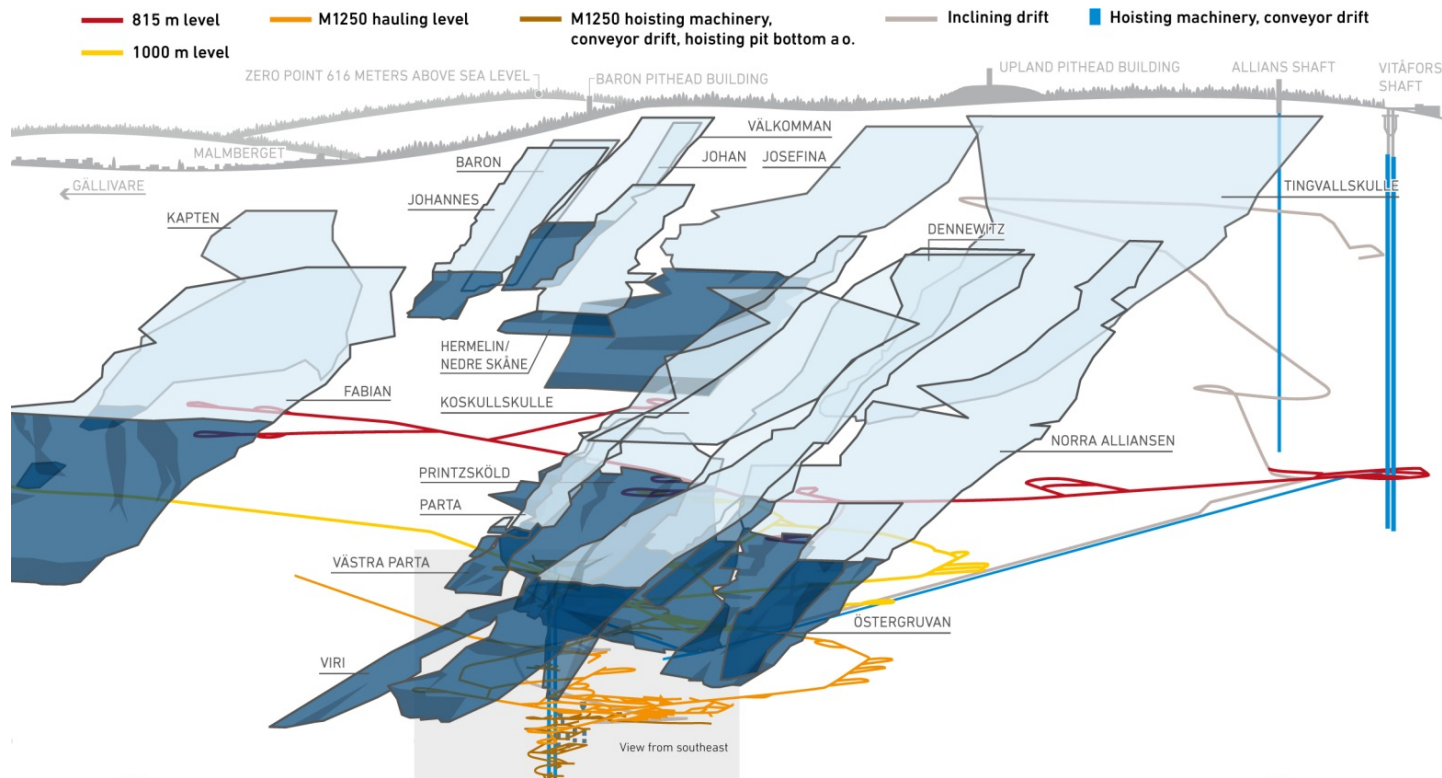 815 m level
M1250 hauling level
M1250 hoisting machinery,
conveyor drift, hoisting pit bottom a o.
Inclining drift
Hoisting machinery, conveyor drift
1000 m level
ZERO POINT 616 METERS ABOVE SEA LEVEL
BARON PITHEAD BUILDING
UPLAND PITHEAD BUILDING
ALLIANS SHAFT
VITÅFORS
SHAFT
MALMBERGET
GÄLLIVARE
VÄLKOMMAN
BARON
JOHAN
JOSEFINA
TINGVALLSKULLE
JOHANNES
KAPTEN
DENNEWITZ
HERMELIN/
NEDRE SKÅNE
FABIAN
KOSKULLSKULLE
NORRA ALLIANSEN
PRINTZSKÖLD
PARTA
VÄSTRA PARTA
ÖSTERGRUVAN
VIRI
View from southeast